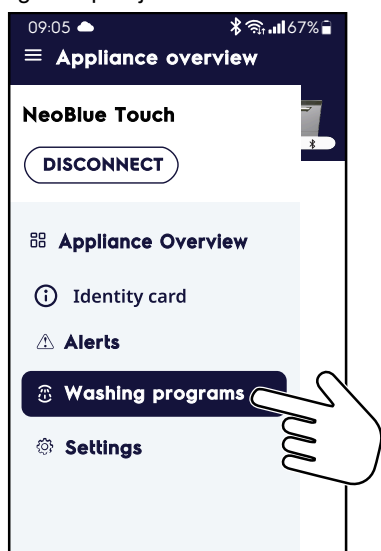 09:05 67%
Appliance overview
NeoBlue Touch
DISCONNECT
Appliance Overview
Identity card
Alerts
Washing programs
Settings